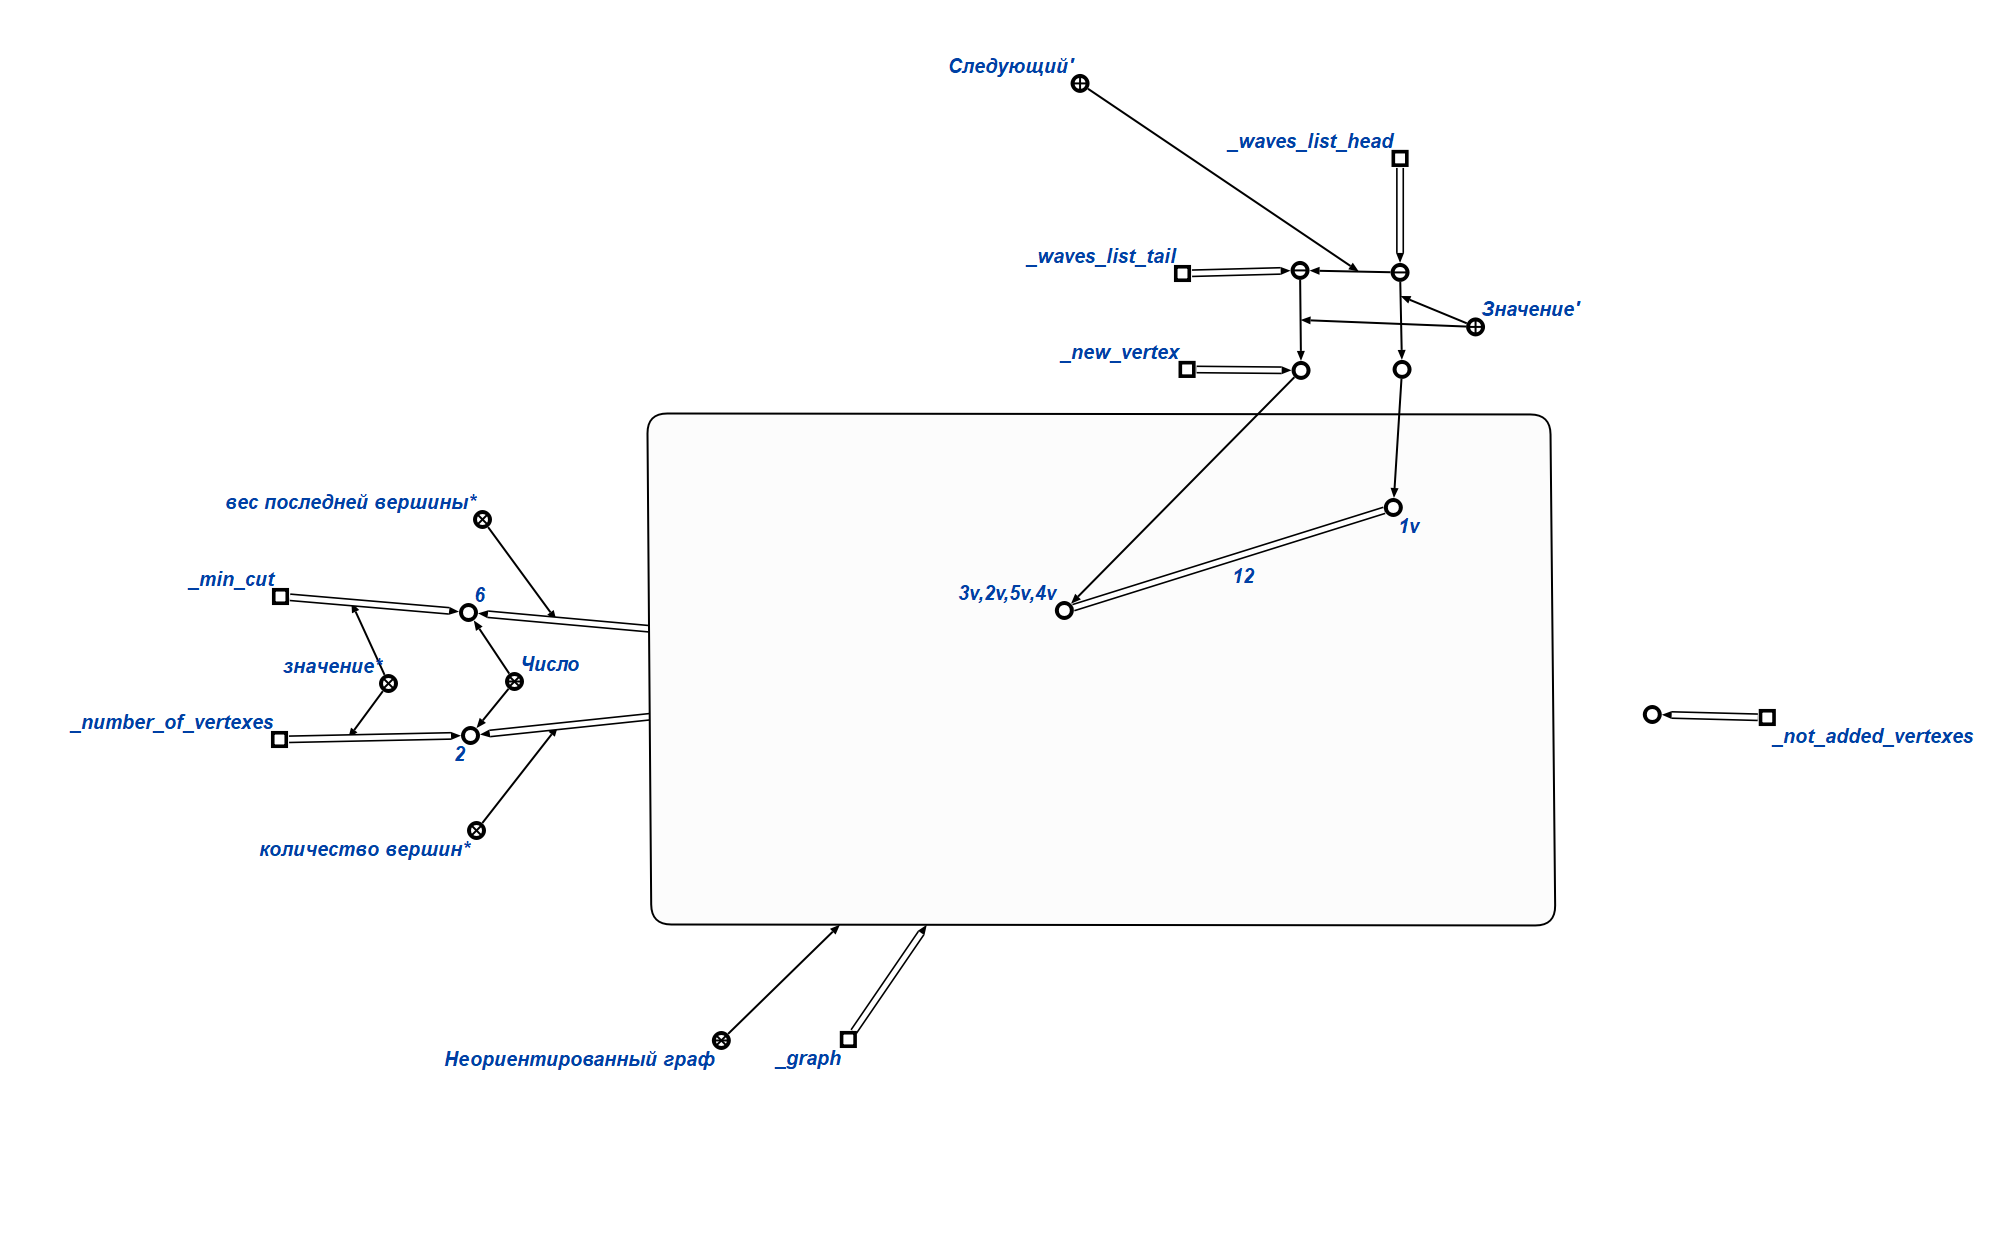 Следующий'
_waves_list_head
_waves_list_tail
Значение'
_new_vertex
вес последней вершины*
1v
12
_min_cut
6
3v,2v,5v,4v
значение*
Число
_number_of_vertexes
2
_not_added_vertexes
количество вершин*
Неориентированный граф
_graph